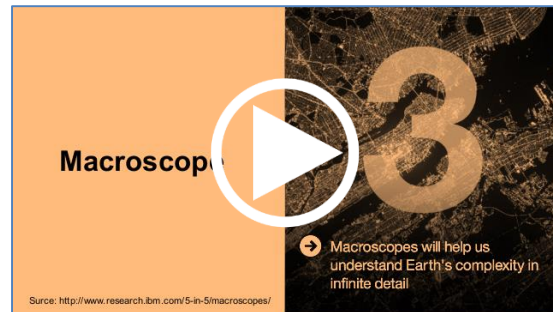 Macroscope
Surce: http://www.research.ibm.com/5-in-5/macroscopes/
3
Macroscopes will help us
understand Earth's complexity in
infinite detail